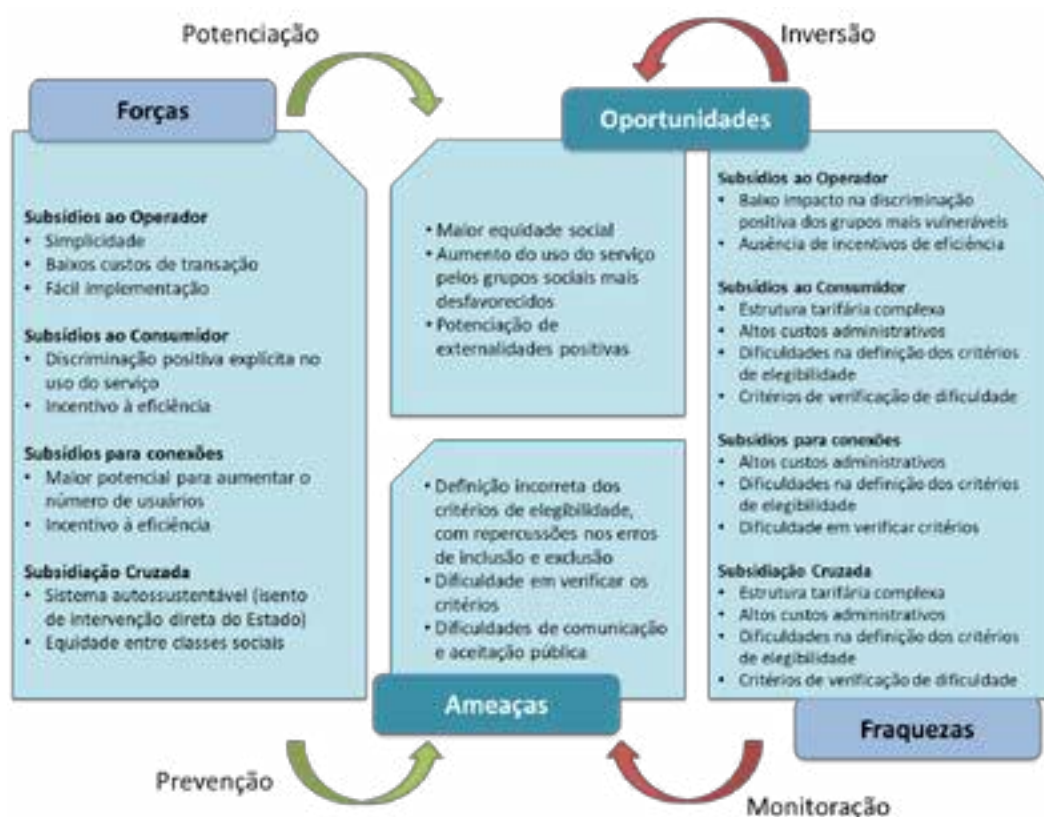 Potenciação
Inversão
Forças
Subsídios ao Operador
• Simplicidade
• Baixos custos de transação
• Fácil implementação
Subsídios ao Consumidor
• Discriminação positiva explícita no
uso do serviço
• Incentivo à eficiência
Subsídios para conexões
• Maior potencial para aumentar o
número de usuários
• Incentivo à eficiência
Subsidiação Cruzada
• Sistema autossustentável (isento
de intervenção direta do Estado)
• Equidade entre classes sociais
Oportunidades
• Maior equidade social
• Aumento do uso do serviço
pelos grupos sociais mais
desfavorecidos
• Potenciação de
externalidades positivas
• Definição incorreta dos
critérios de elegibilidade,
com repercussões nos erros
de inclusão e exclusão
• Dificuldade em verificar os
critérios
• Dificuldades de comunicação
e aceitação pública
Ameaças
Subsídios ao Operador
• Baixo impacto na discriminação
positiva dos grupos mais vulneráveis
• Ausência de incentivos de eficiência
Subsídios ao Consumidor
• Estrutura tarifária complexa
• Altos custos administrativos
• Dificuldades na definição dos critérios
de elegibilidade
• Critérios de verificação de dificuldade
Subsídios para conexões
• Altos custos administrativos
• Dificuldades na definição dos critérios
de elegibilidade
• Dificuldade em verificar critérios
Subsidiação Cruzada
• Estrutura tarifária complexa
• Altos custos administrativos
• Dificuldades na definição dos critérios
de elegibilidade
• Critérios de verificação de dificuldade
Fraquezas
Prevenção
Monitoração